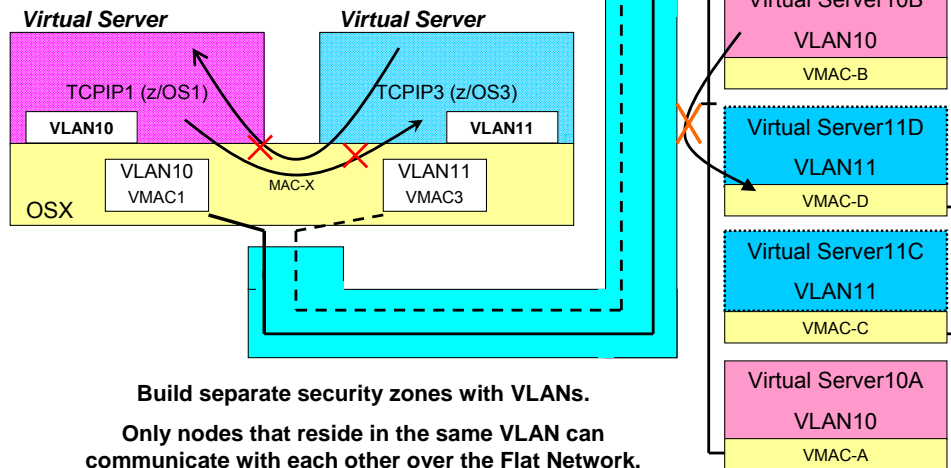 Virtual Server
Virtual Server
TCPIP1 (z/OS1)
TCPIP3 (z/OS3)
VLAN10
VLAN11
VLAN10
VMAC1
MAC-X
VLAN11
VMAC3
OSX
Build separate security zones with VLANs.
Only nodes that reside in the same VLAN can
communicate with each other over the Flat Network.
Virtual Server10B
VLAN10
VMAC-B
Virtual Server11D
VLAN11
VMAC-D
Virtual Server11C
VLAN11
VMAC-C
Virtual Server10A
VLAN10
VMAC-A